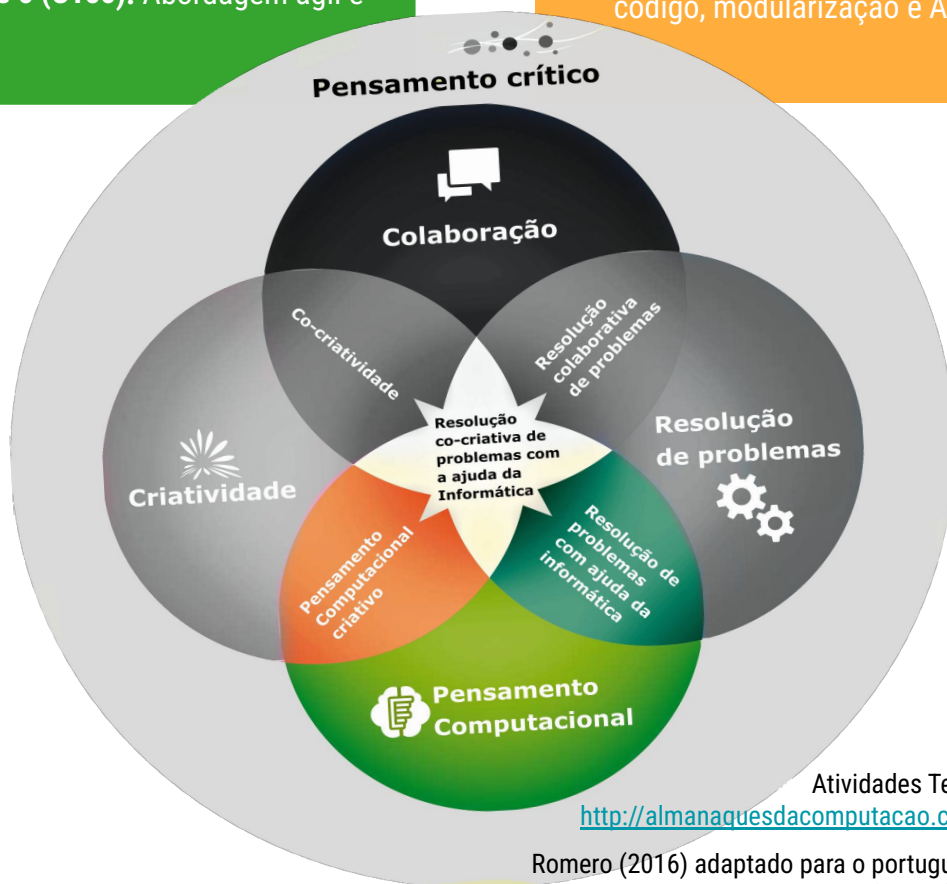 (C100): Abordagem ágil e
código, modularização e A
Pensamento crítico
Colaboração
Co-criatividade
Resolução
colaborativa
de problemas
Resolução
de problemas
Resolução
co-criativa de
problemas com
a ajuda da
Informática
Criatividade
Pensamento
Computacional
criativo
Resolução de
problemas
com ajuda da
informática
Pensamento
Computacional
Atividades Te
http://almanaquesdacomputacao.c
Romero (2016) adaptado para o portugu